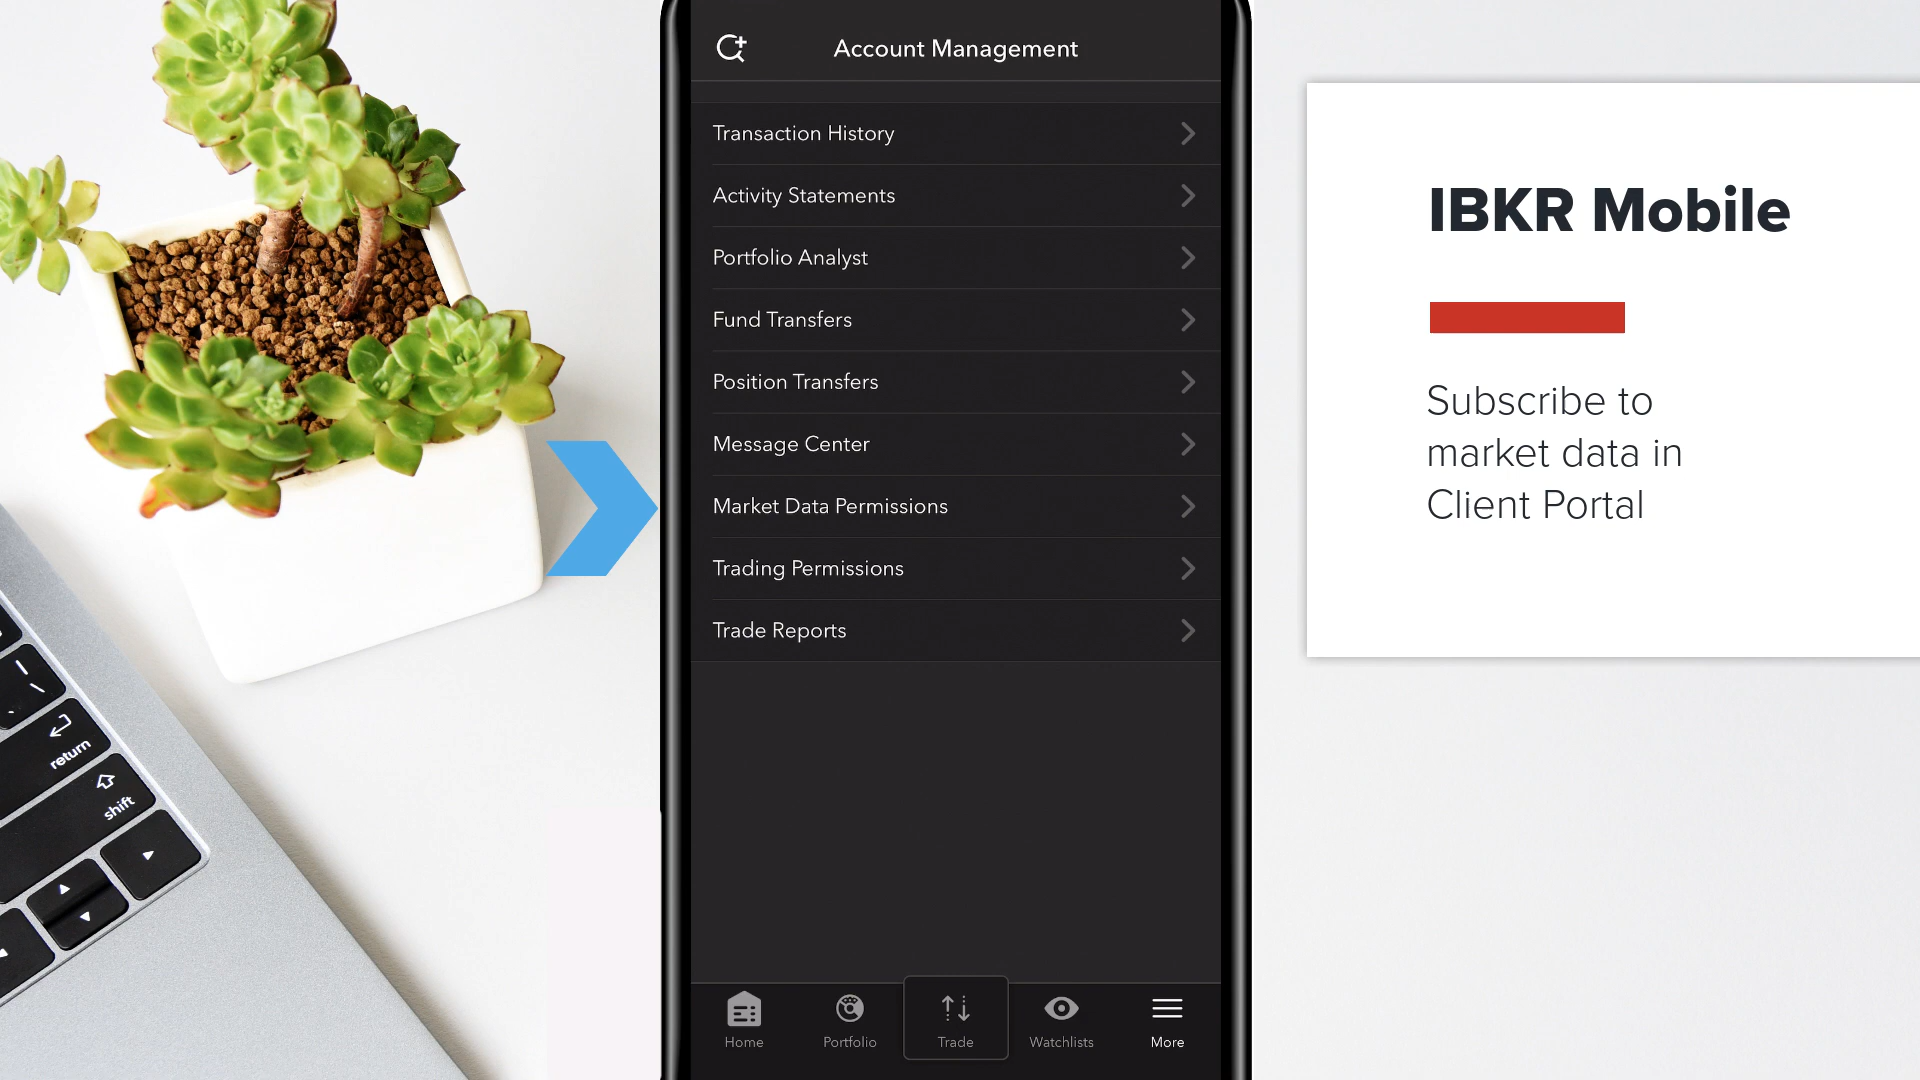 Account Management
Transaction History
Activity Statements
Portfolio Analyst
Fund Transfers
Position Transfers
Message Center
Market Data Permissions
Trading Permissions
Trade Reports
Home
Portfolio
Trade
Watchlists
More
IBKR Mobile
Subscribe to
market data in
Client Portal
return
shift